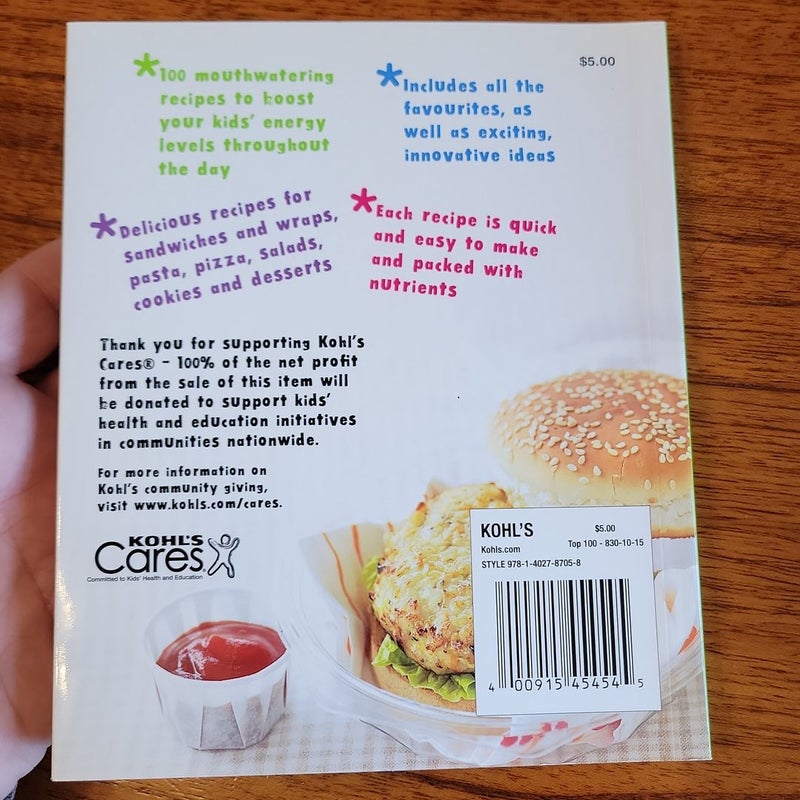 $5.00
*100 mouthwatering
recipes to boost
your kids' energy
levels throughout
the day
*Includes all the
favourites, as
well as exciting,
innovative ideas
*Delicious recipes for
sandwiches and wraps,
pasta, pizza, salads,
cookies and desserts
*Each recipe is quick
and easy to make
and packed with
nutrients
Thank you for supporting Kohl's
Cares® - 100% of the net profit
from the sale of this item will
be donated to support kids'
health and education initiatives
in communities nationwide.
For more information on
Kohl's community giving,
visit www.kohls.com/cares.
KOHL'S
Cares
Committed to Kids' Health and Education
KOHL'S $5.00
Kohls.com Top 100 - 830-10-15
STYLE 978-1-4027-8705-8
4 00915 45454 5